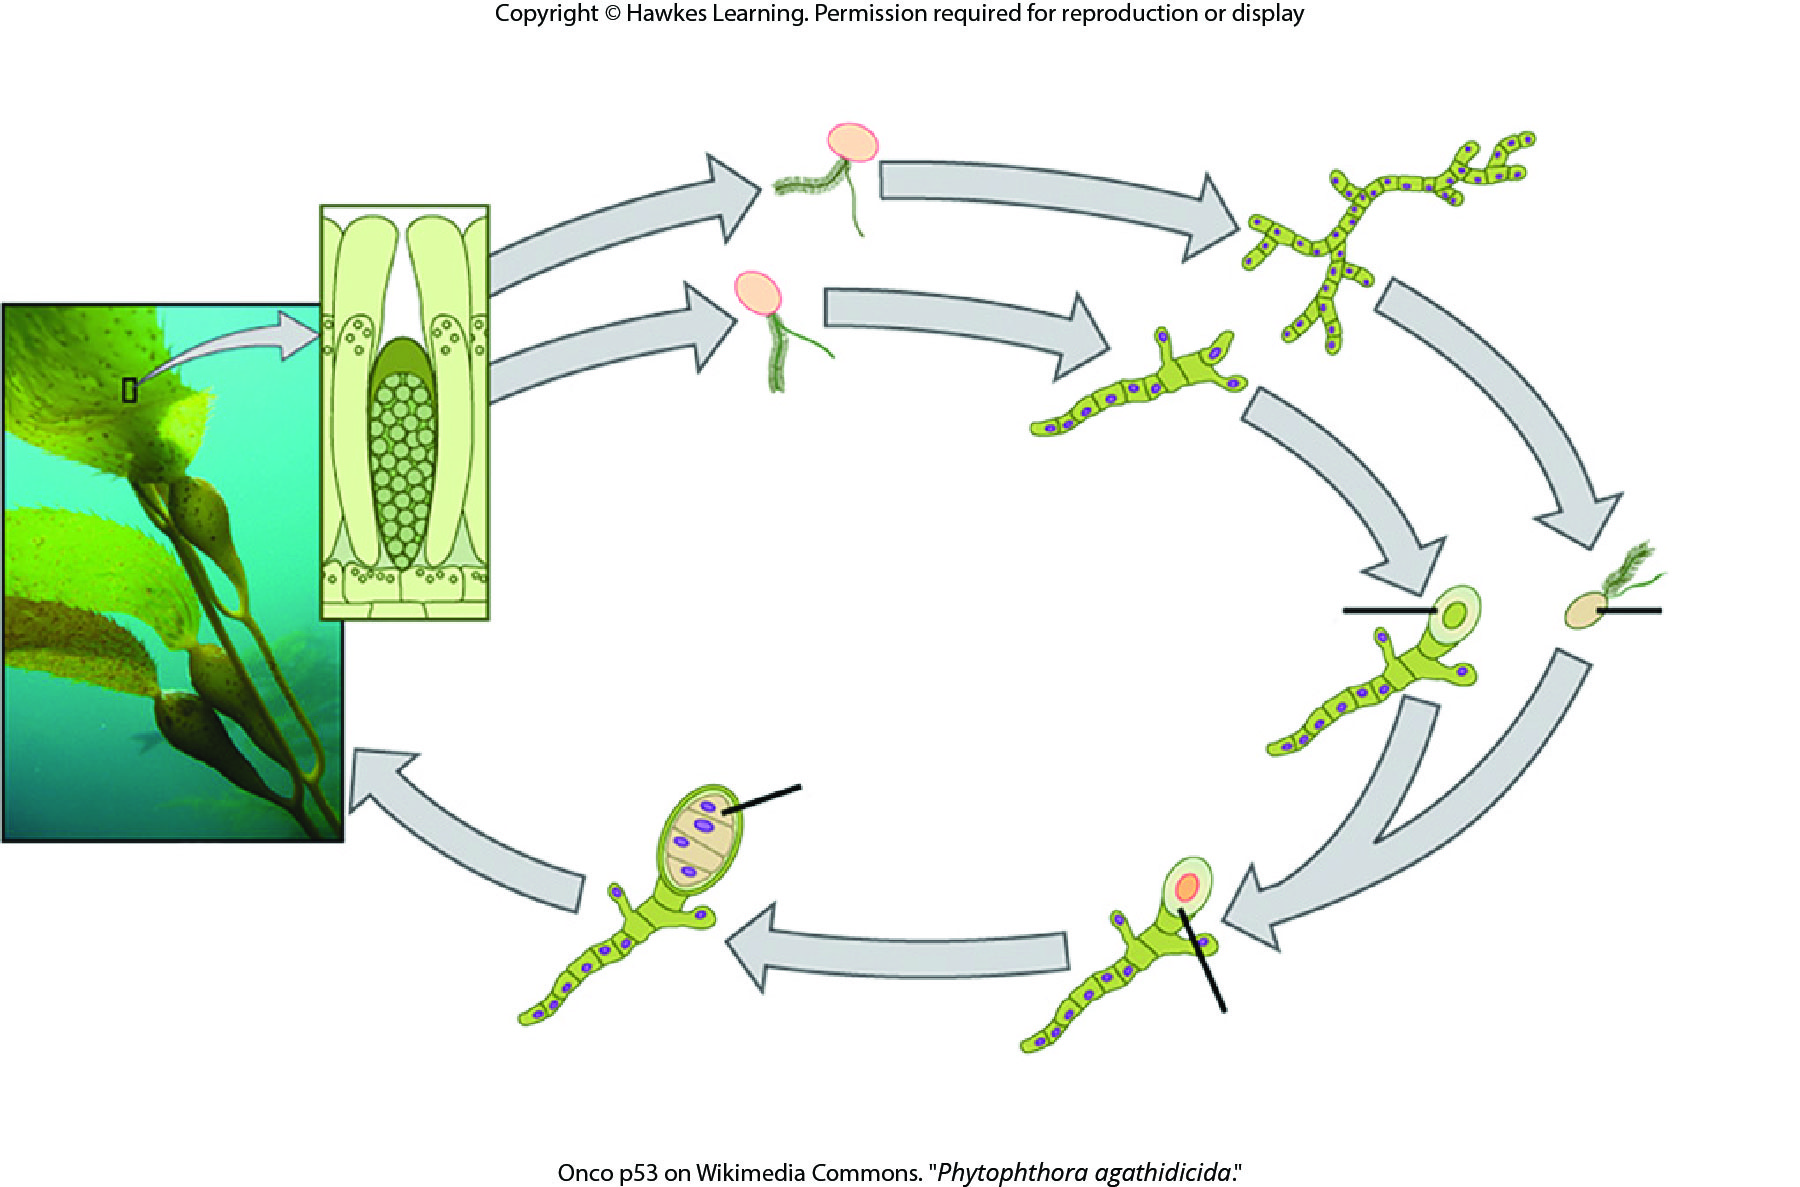 Copyright © Hawkes Learning. Permission required for reproduction or display
Onco p53 on Wikimedia Commons. "Phytophthora agathidicida."